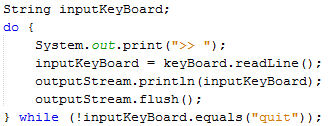 String inputKeyBoard;
do {
    System.out.print(">> ");
    inputKeyBoard = keyBoard.readLine();
    outputStream.println(inputKeyBoard);
    outputStream.flush();
} while (!inputKeyBoard.equals("quit"));